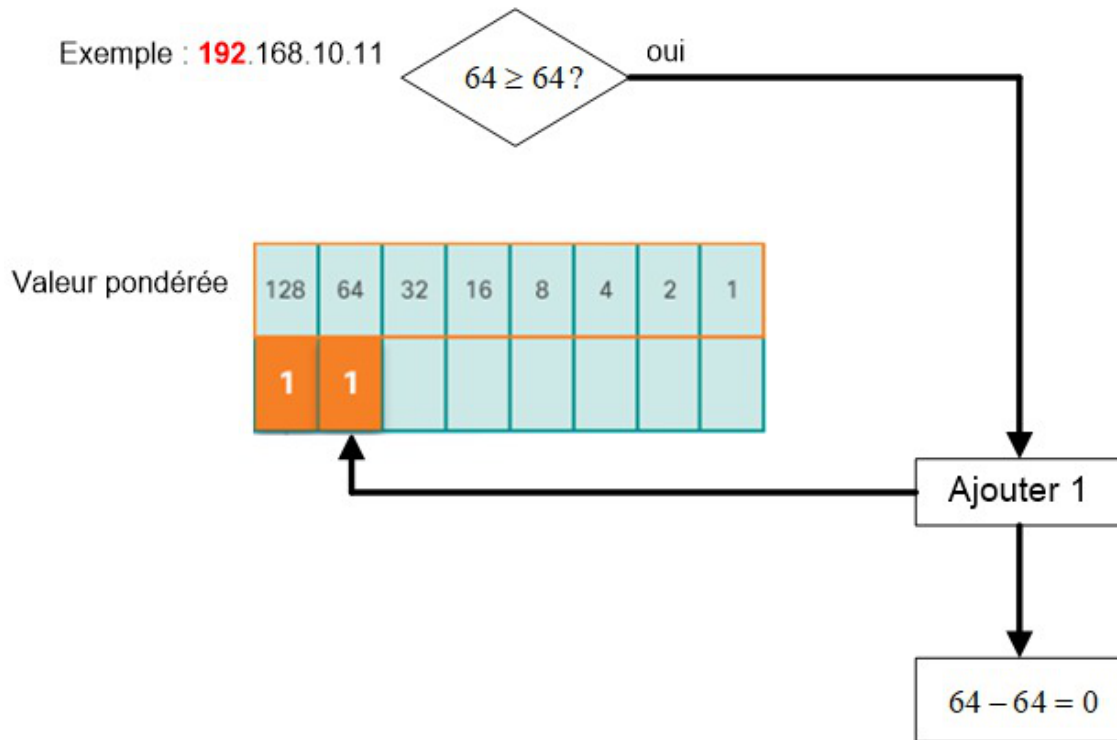 Exemple : 192.168.10.11
64 ≥ 64 ?
oui
Valeur pondérée
128 64 32 16 8 4 2 1
1 1
Ajouter 1
64 – 64 = 0